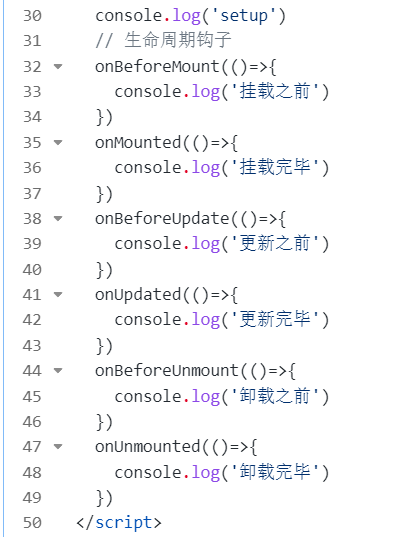 30 console.log('setup')
31 // 生命周期钩子
32 onBeforeMount(()=>{
33 console.log('挂载之前')
34 })
35 onMounted(()=>{
36 console.log('挂载完毕')
37 })
38 onBeforeUpdate(()=>{
39 console.log('更新之前')
40 })
41 onUpdated(()=>{
42 console.log('更新完毕')
43 })
44 onBeforeUnmount(()=>{
45 console.log('卸载之前')
46 })
47 onUnmounted(()=>{
48 console.log('卸载完毕')
49 })
50 </script>